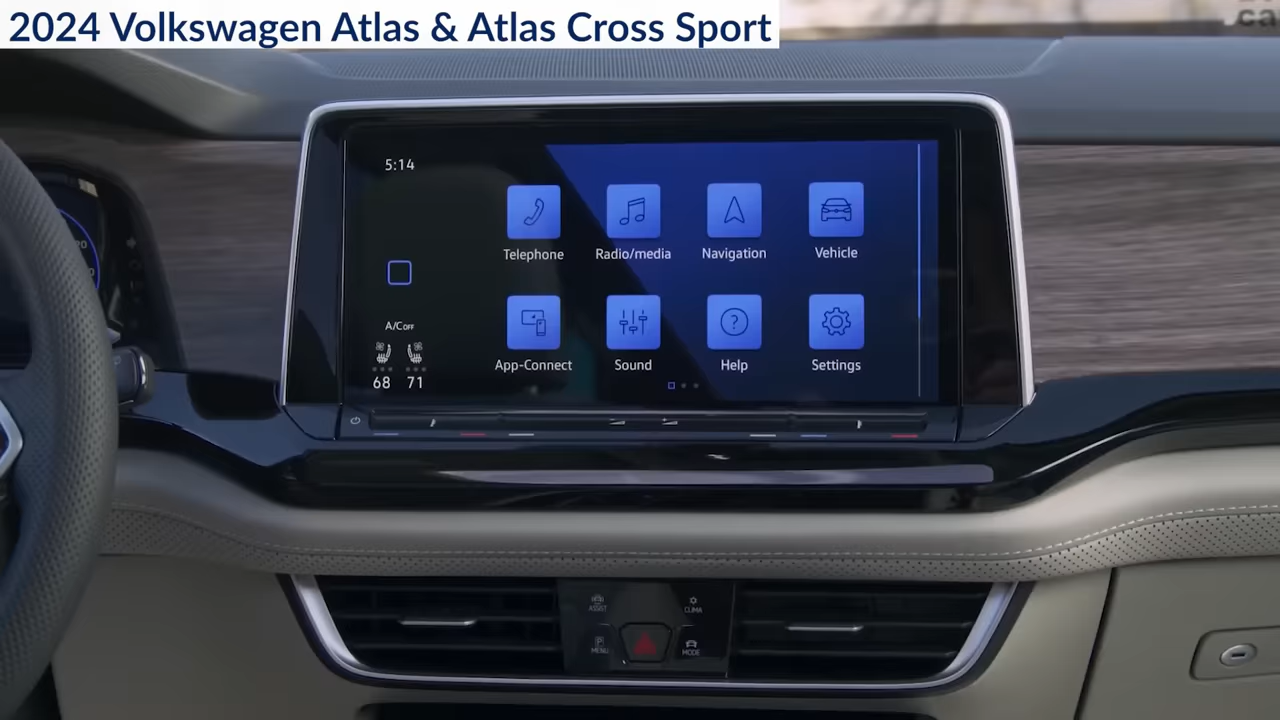 2024 Volkswagen Atlas & Atlas Cross Sport
ca
5:14
Telephone
Radio/media
Navigation
Vehicle
A/C OFF
App-Connect
Sound
Help
Settings
68 71
ASSIST
CLIMA
MENU
MODE